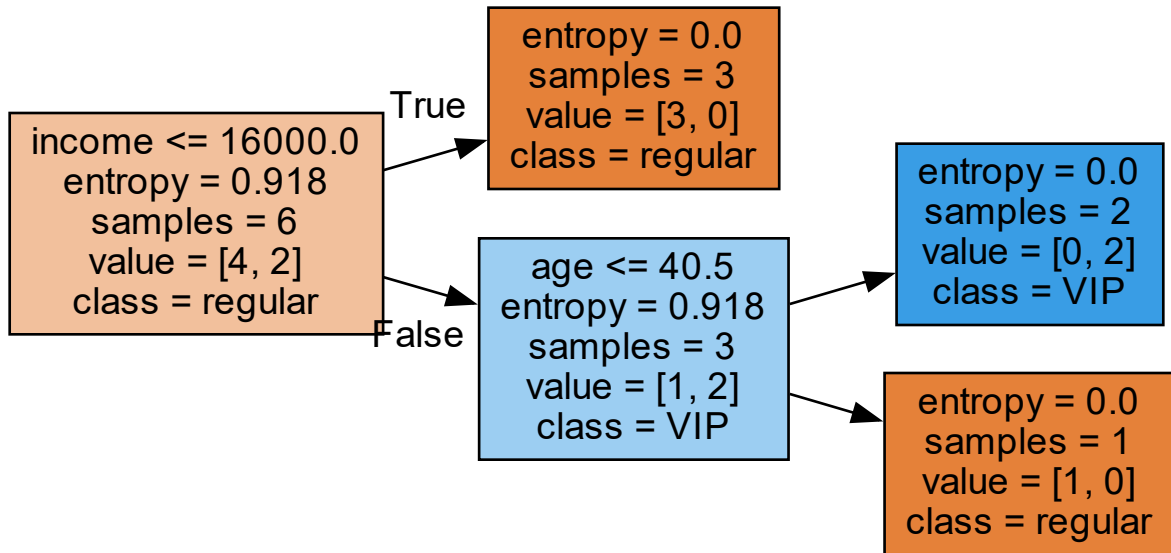 income <= 16000.0
entropy = 0.918
samples = 6
value = [4, 2]
class = regular
True
False
entropy = 0.0
samples = 3
value = [3, 0]
class = regular
age <= 40.5
entropy = 0.918
samples = 3
value = [1, 2]
class = VIP
entropy = 0.0
samples = 2
value = [0, 2]
class = VIP
entropy = 0.0
samples = 1
value = [1, 0]
class = regular